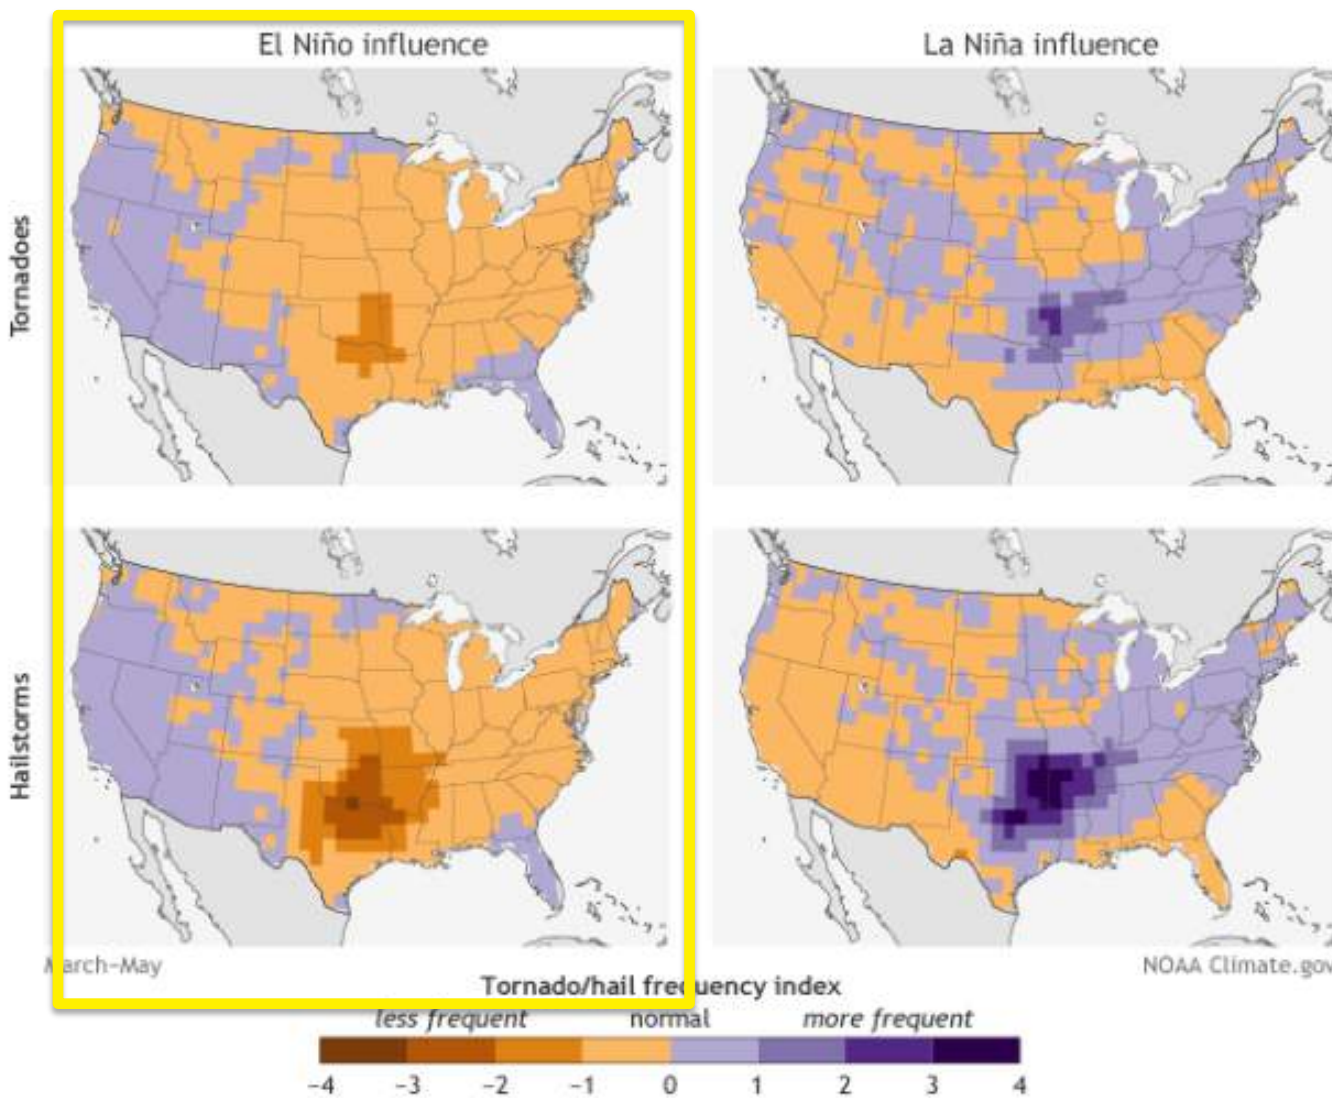 El Niño influence
La Niña influence
Tornadoes
Hailstorms
March–May
NOAA Climate.gov
Tornado/hail frequency index
less frequent normal more frequent
−4 −3 −2 −1 0 1 2 3 4